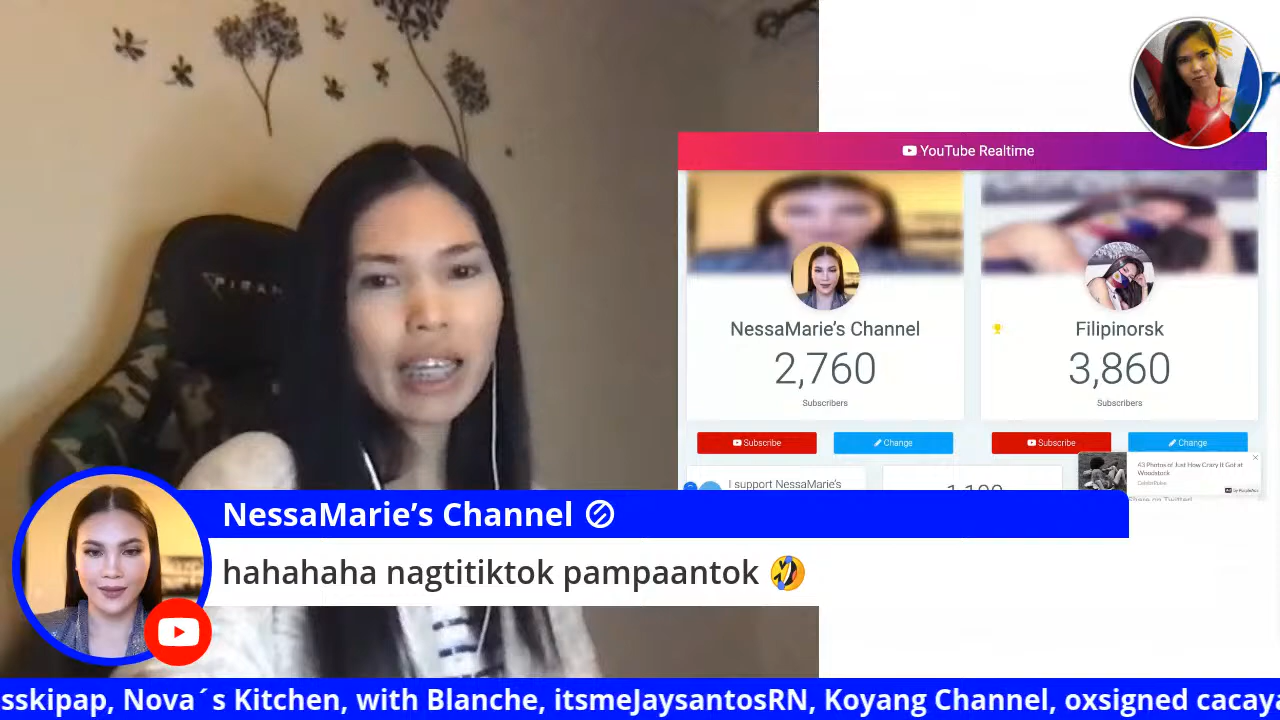 YouTube Realtime
NessaMarie's Channel
2,760
Subscribers
Filipinorsk
3,860
Subscribers
Subscribe
Change
Subscribe
Change
I support NessaMarie's
43 Photos of Just How Crazy It Got at
Woodstock
NessaMarie's Channel
hahahaha nagtitiktok pampaantok 🤣
sskipap, Nova´s Kitchen, with Blanche, itsmeJaysantosRN, Koyang Channel, oxsigned cacaya